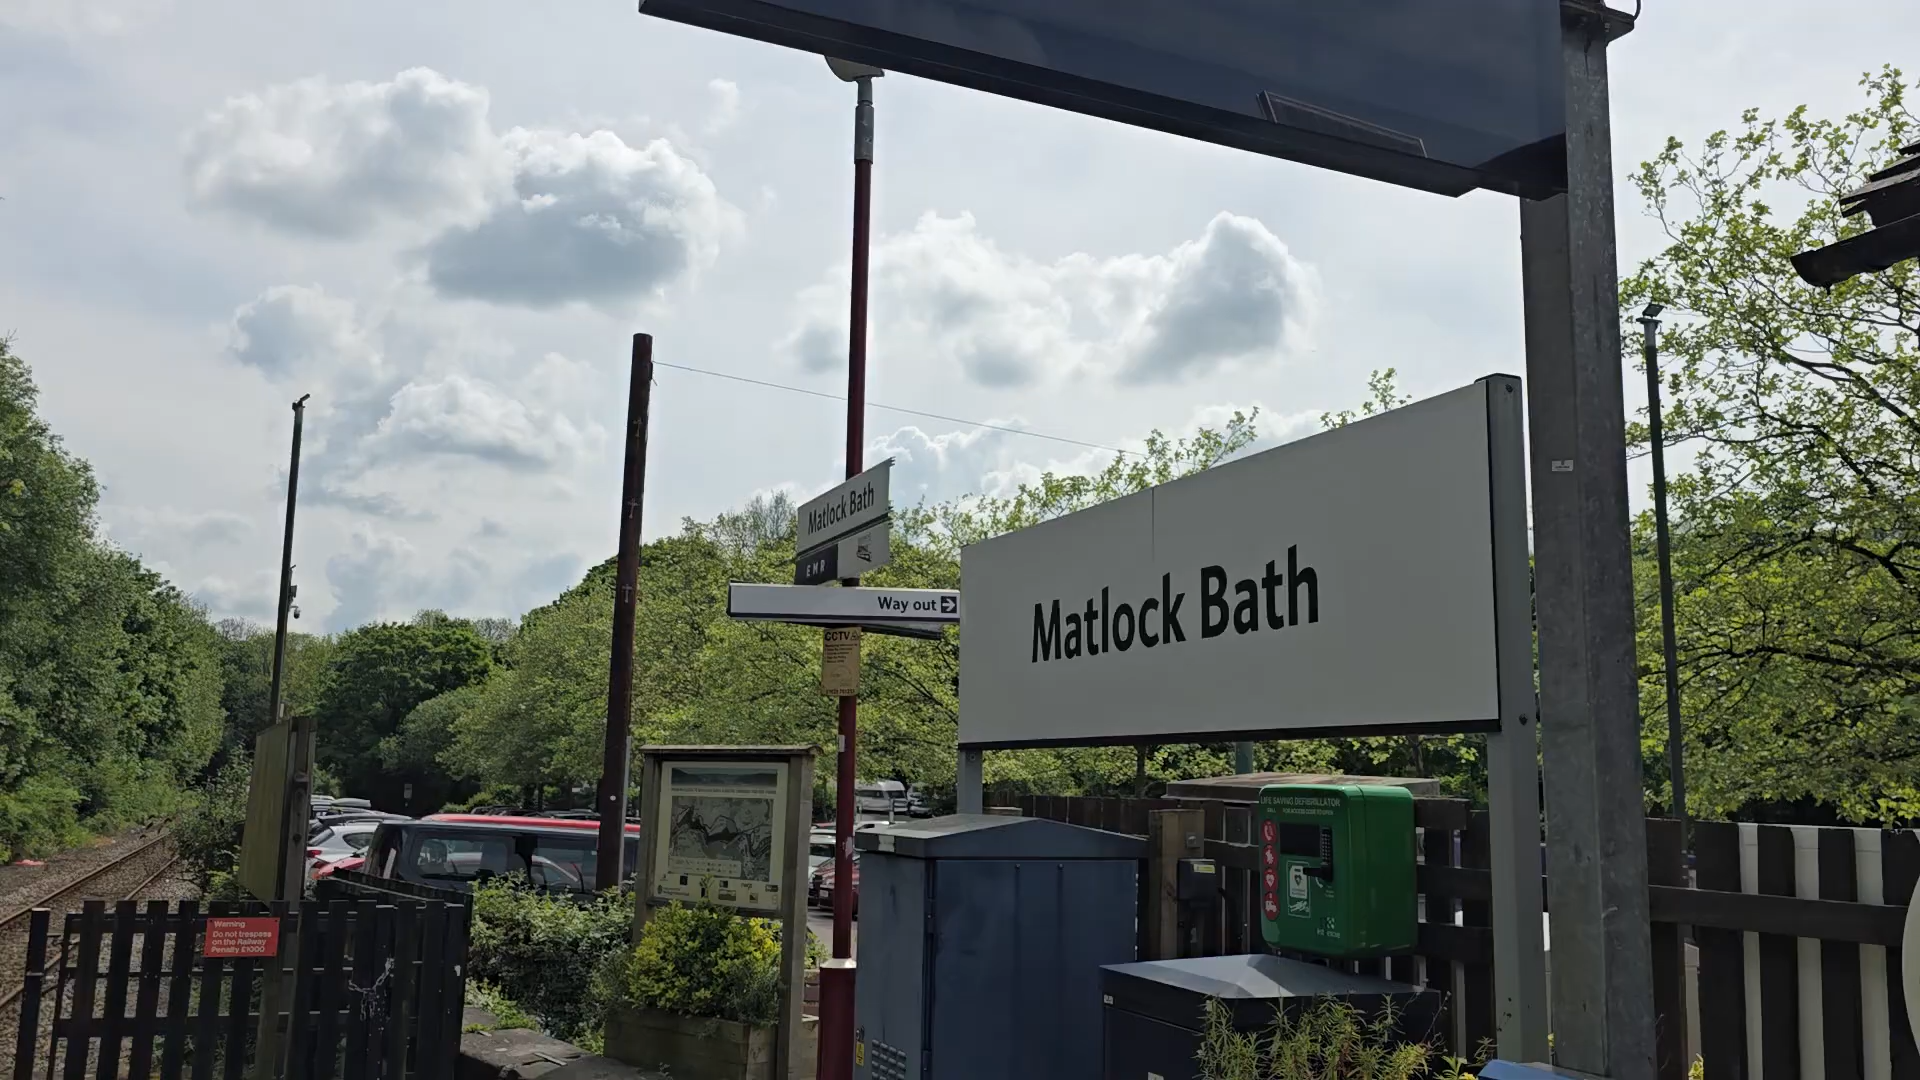 Matlock Bath
EMR
Way out
CCTV
Matlock Bath
LIFE SAVING DEFIBRILLATOR
Warning
Do not trespass
on the Railway
Penalty £1000